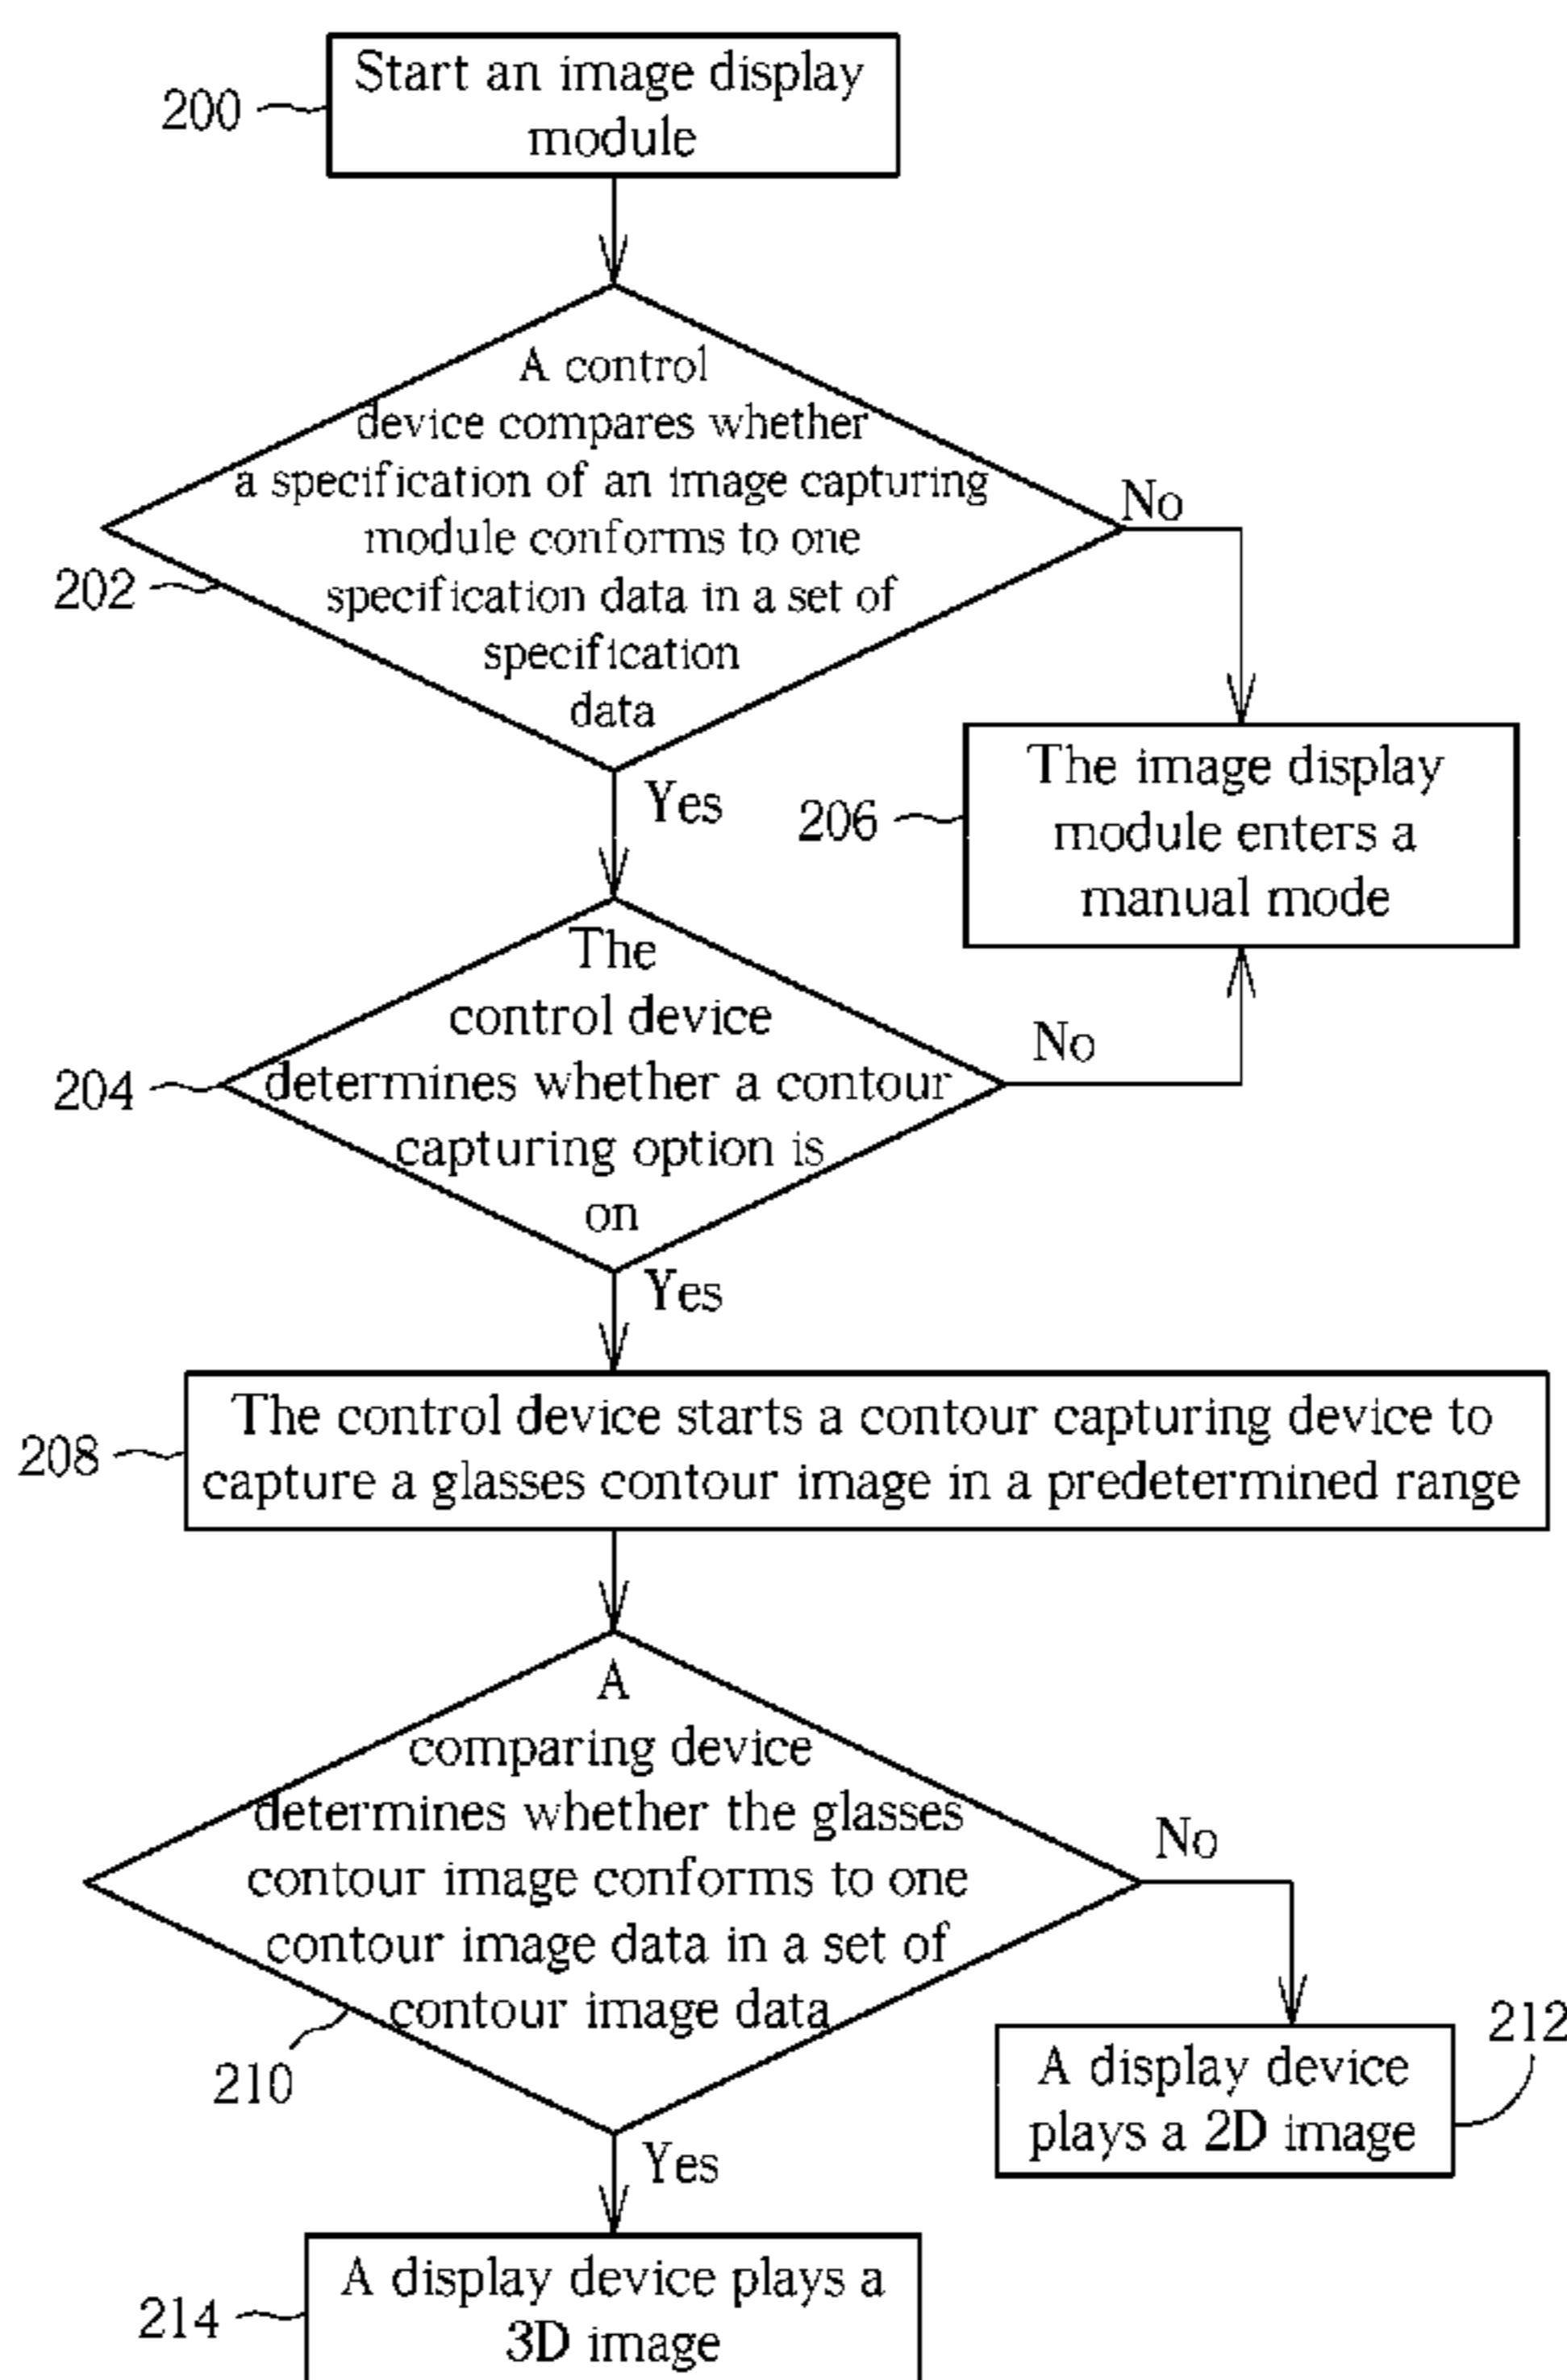 Start an image display
module
200
A control
device compares whether
a specification of an image capturing
module conforms to one
specification data in a set of
specification
data
202
No
Yes
The image display
module enters a
manual mode
206
The
control device
determines whether a contour
capturing option is
on
204
No
Yes
The control device starts a contour capturing device to
capture a glasses contour image in a predetermined range
208
A
comparing device
determines whether the glasses
contour image conforms to one
contour image data in a set of
contour image data
210
No
Yes
A display device
plays a 2D image
212
A display device plays a
3D image
214